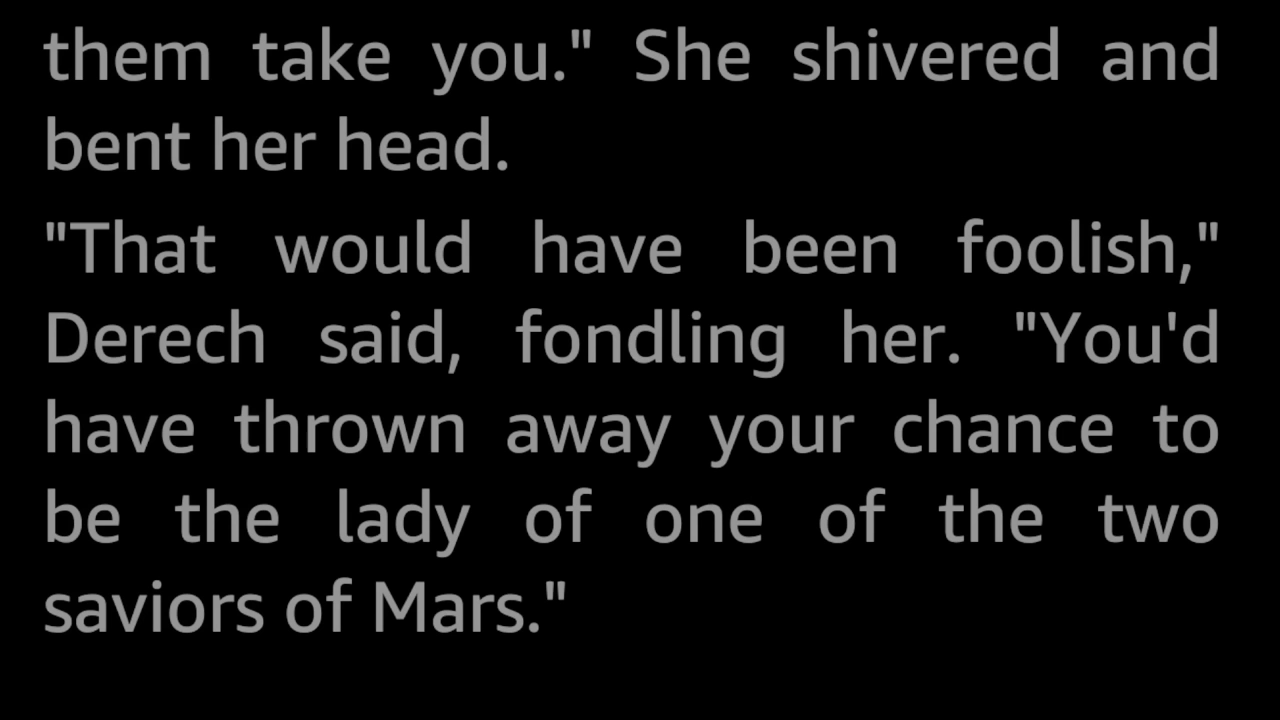 them take you." She shivered and
bent her head.
"That would have been foolish,"
Derech said, fondling her. "You'd
have thrown away your chance to
be the lady of one of the two
saviors of Mars."